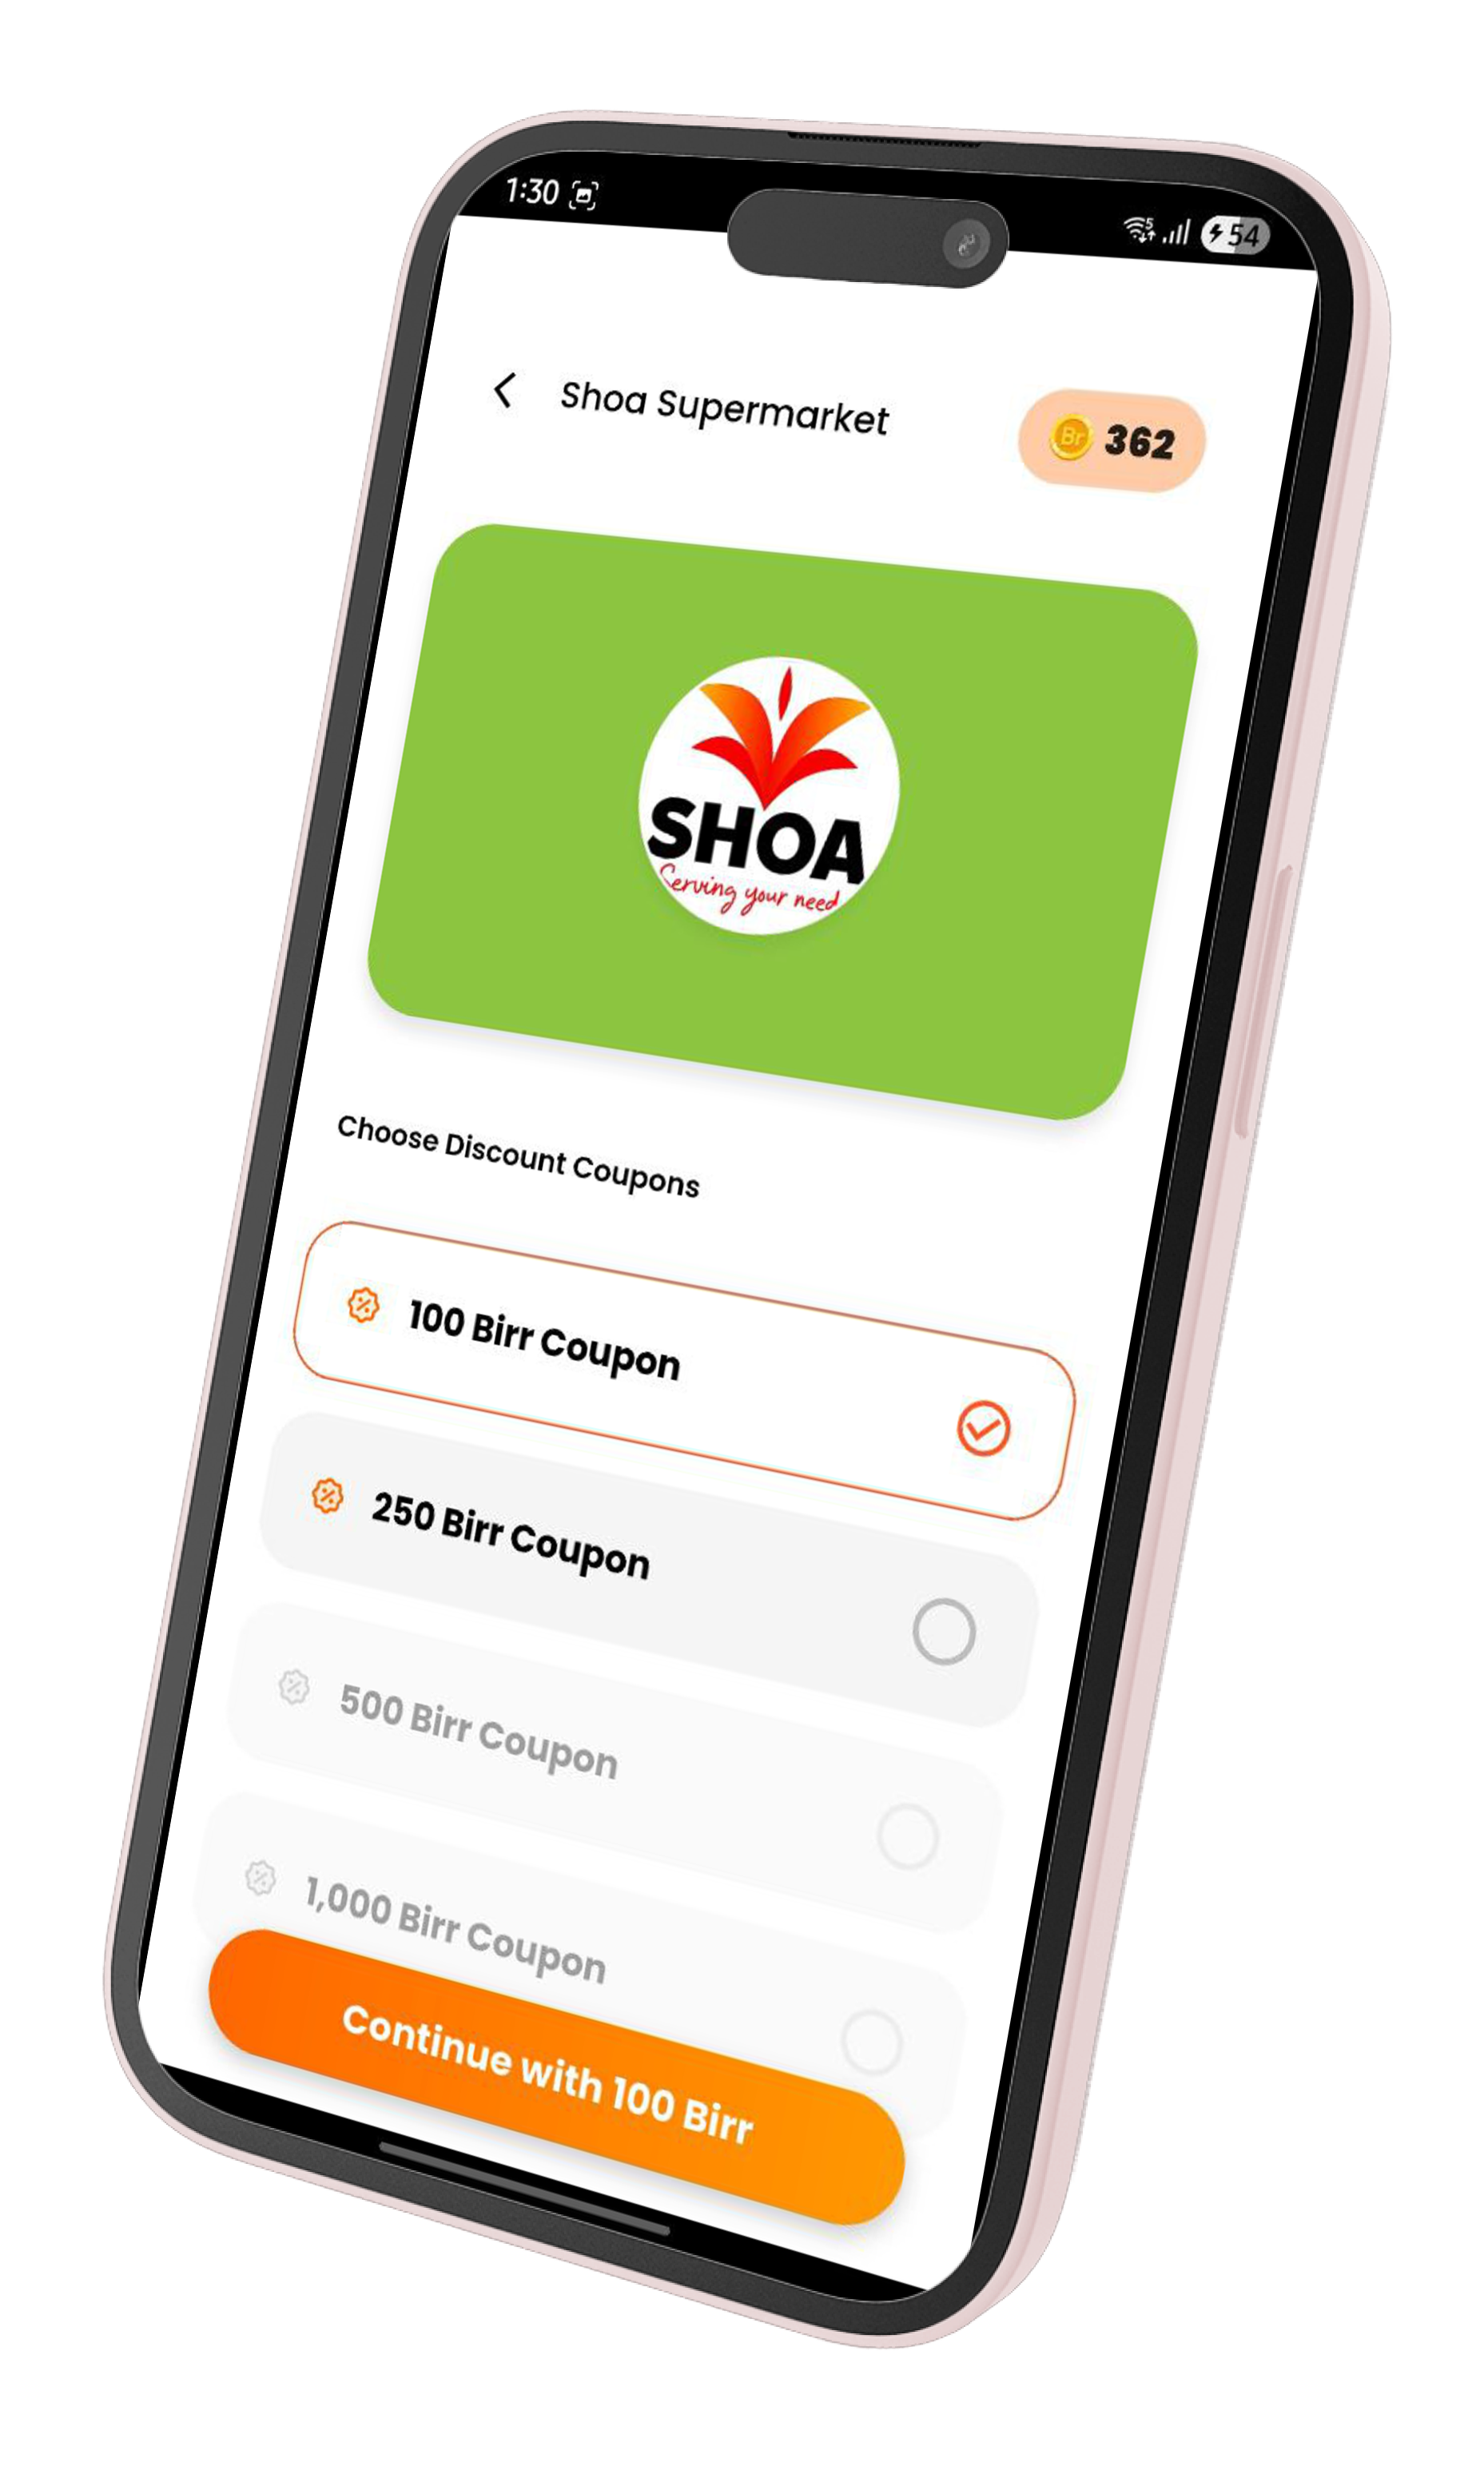 1:30
54
Shoa Supermarket
Br 362
SHOA
Serving your need
Choose Discount Coupons
100 Birr Coupon
250 Birr Coupon
500 Birr Coupon
1,000 Birr Coupon
Continue with 100 Birr